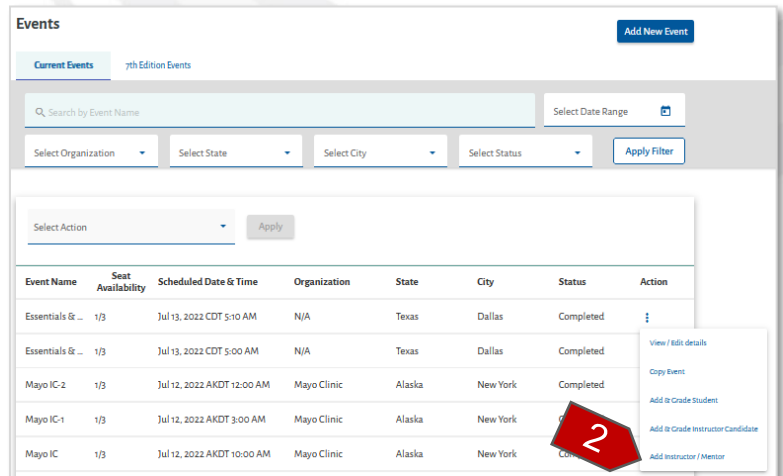 Events
Add New Event
Current Events 7th Edition Events
Search by Event Name Select Date Range
Select Organization Select State Select City Select Status Apply Filter
Select Action Apply
Event Name Seat Availability Scheduled Date & Time Organization State City Status Action
Essentials & ... 1/3 Jul 13, 2022 CDT 5:10 AM N/A Texas Dallas Completed
View / Edit details
Essentials & ... 1/3 Jul 13, 2022 CDT 5:00 AM N/A Texas Dallas Completed
Copy Event
Mayo IC-2 1/3 Jul 12, 2022 AKDT 12:00 AM Mayo Clinic Alaska New York Completed
Add & Grade Student
Mayo IC-1 1/3 Jul 12, 2022 AKDT 3:00 AM Mayo Clinic Alaska New York
Add & Grade Instructor Candidate
2
Mayo IC 1/3 Jul 12, 2022 AKDT 10:00 AM Mayo Clinic Alaska New York
Add Instructor / Mentor